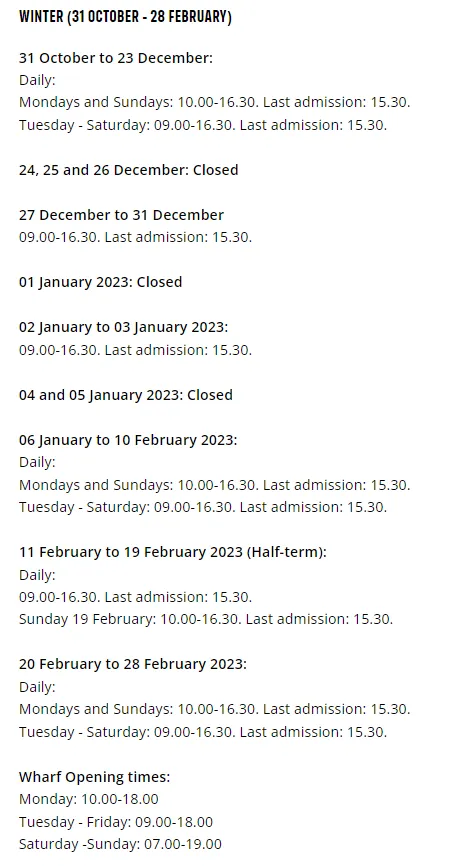 WINTER (31 OCTOBER - 28 FEBRUARY)
31 October to 23 December:
Daily:
Mondays and Sundays: 10.00-16.30. Last admission: 15.30.
Tuesday - Saturday: 09.00-16.30. Last admission: 15.30.
24, 25 and 26 December: Closed
27 December to 31 December
09.00-16.30. Last admission: 15.30.
01 January 2023: Closed
02 January to 03 January 2023:
09.00-16.30. Last admission: 15.30.
04 and 05 January 2023: Closed
06 January to 10 February 2023:
Daily:
Mondays and Sundays: 10.00-16.30. Last admission: 15.30.
Tuesday - Saturday: 09.00-16.30. Last admission: 15.30.
11 February to 19 February 2023 (Half-term):
Daily:
09.00-16.30. Last admission: 15.30.
Sunday 19 February: 10.00-16.30. Last admission: 15.30.
20 February to 28 February 2023:
Daily:
Mondays and Sundays: 10.00-16.30. Last admission: 15.30.
Tuesday - Saturday: 09.00-16.30. Last admission: 15.30.
Wharf Opening times:
Monday: 10.00-18.00
Tuesday - Friday: 09.00-18.00
Saturday -Sunday: 07.00-19.00